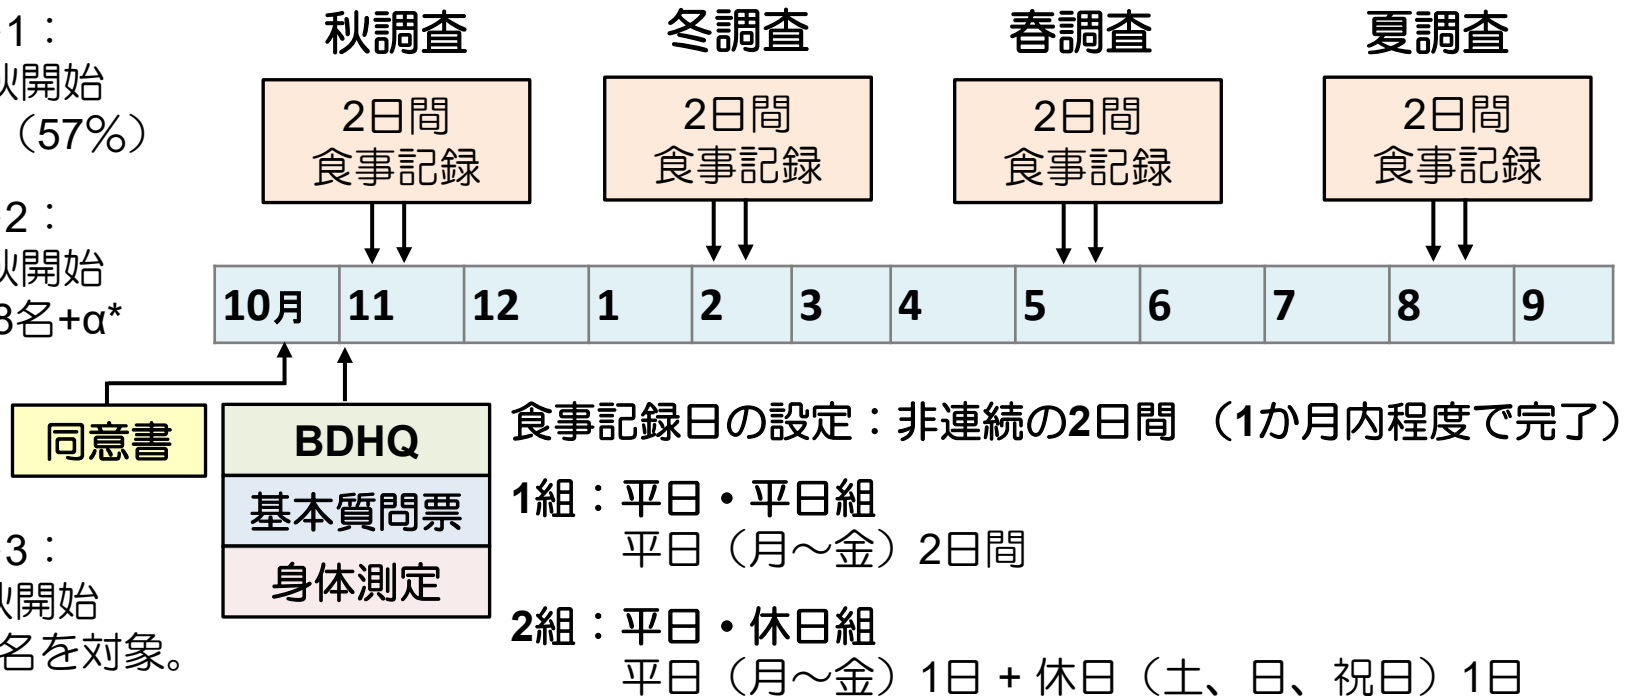 1：
秋開始
（57％）
2：
秋開始
8名+α*
3：
秋開始
名を対象。
秋調査
冬調査
春調査
夏調査
2日間
食事記録
2日間
食事記録
2日間
食事記録
2日間
食事記録
10月 11 12 1 2 3 4 5 6 7 8 9
同意書
BDHQ
基本質問票
身体測定
食事記録日の設定：非連続の2日間 （1か月内程度で完了）
1組：平日・平日組
平日（月～金）2日間
2組：平日・休日組
平日（月～金）1日 + 休日（土、日、祝日）1日